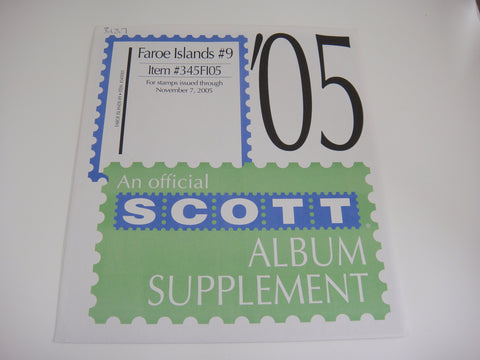 Faroe Islands #9
Item #345FI05
For stamps issued through
November 7, 2005
'05
An official
SCOTT
ALBUM
SUPPLEMENT